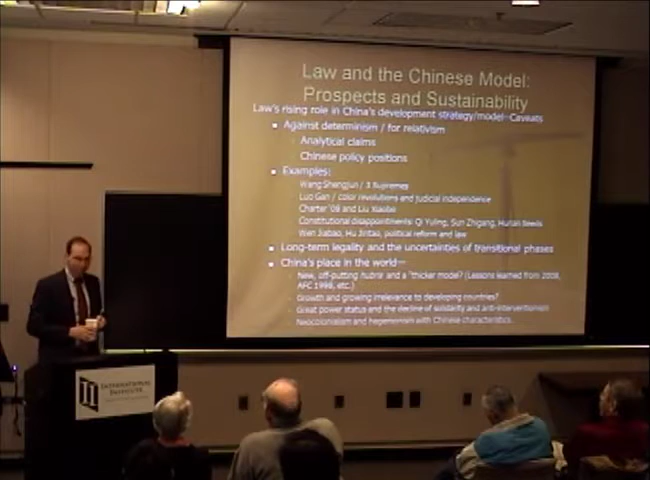 Law and the Chinese Model:
Prospects and Sustainability
Law's rising role in China's development strategy/model--Caveats
Against determinism / for relativism
Analytical claims
Chinese policy positions
Examples:
Wang Shengjun / 3 Supremes
Luo Gan / color revolutions and judicial independence
Charter '08 and Liu Xiaobo
Constitutional disappointments: Qi Yuling, Sun Zhigang, Hunan Seeds
Wen Jiabao, Hu Jintao, political reform and law
Long-term legality and the uncertainties of transitional phases
China's place in the world—
New, off-putting hubris and a "thicker model? (Lessons learned from 2008,
AFC 1998, etc.)
Growth and growing irrelevance to developing countries?
Great power status and the decline of solidarity and anti-interventionism
Neocolonialism and hegemonism with Chinese characteristics